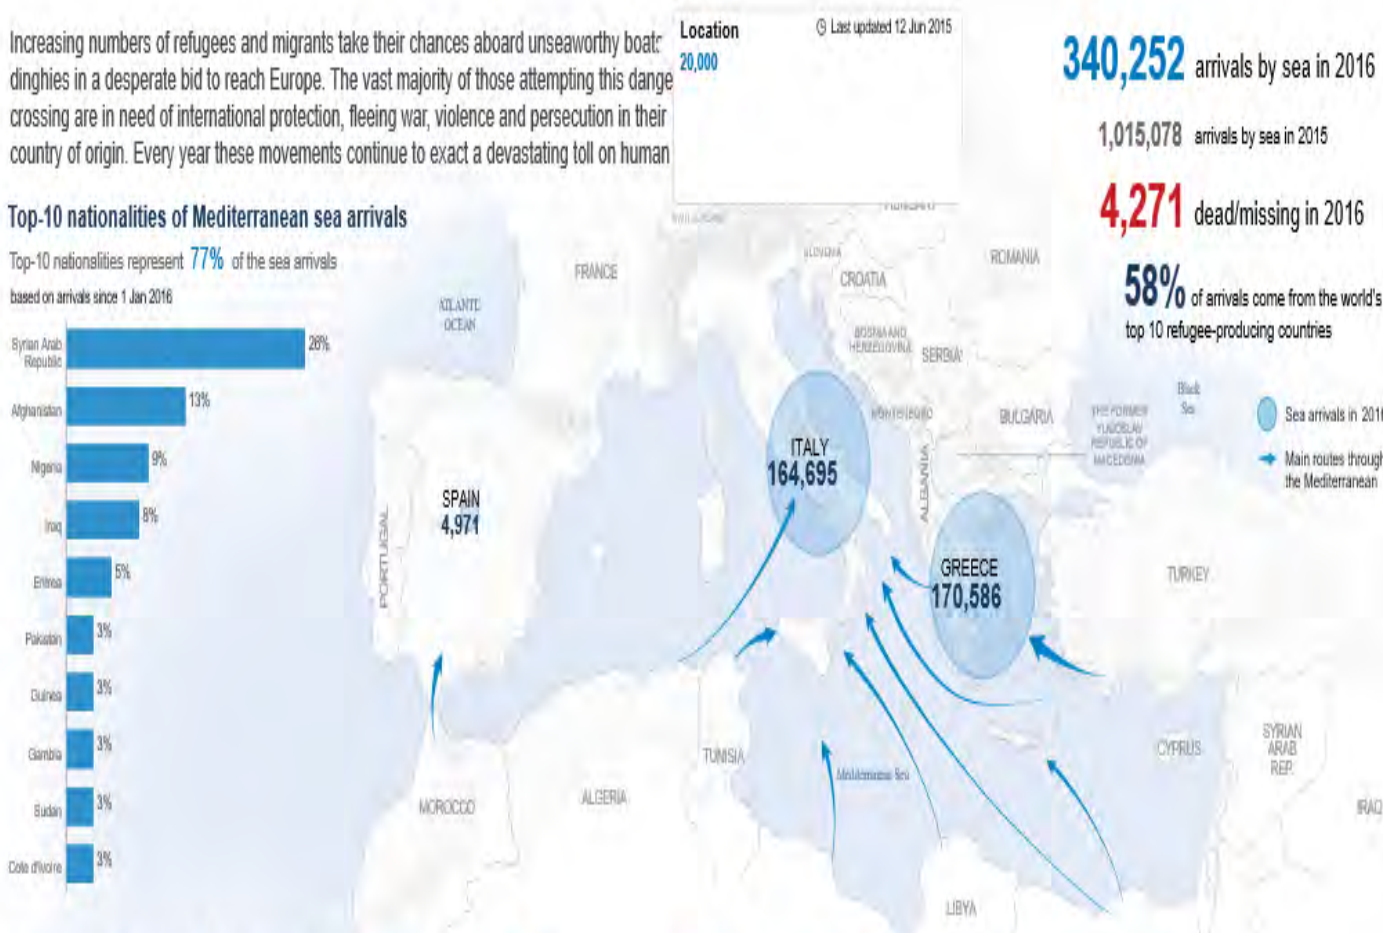 Increasing numbers of refugees and migrants take their chances aboard unseaworthy boats
dinghies in a desperate bid to reach Europe. The vast majority of those attempting this dange
crossing are in need of international protection, fleeing war, violence and persecution in their
country of origin. Every year these movements continue to exact a devastating toll on human
Location
Last updated 12 Jun 2015
20,000
340,252 arrivals by sea in 2016
1,015,078 arrivals by sea in 2015
4,271 dead/missing in 2016
58% of arrivals come from the world's
top 10 refugee-producing countries
Top-10 nationalities of Mediterranean sea arrivals
Top-10 nationalities represent 77% of the sea arrivals
based on arrivals since 1 Jan 2016
Syrian Arab
Republic
26%
Afghanistan
13%
Nigeria
9%
Iraq
8%
Eritrea
5%
Pakistan
3%
Guinea
3%
Gambia
3%
Sudan
3%
Cote d'Ivoire
3%
Sea arrivals in 2016
Main routes through
the Mediterranean
ATLANTIC
OCEAN
FRANCE
SLOVENIA
CROATIA
HUNGARY
ROMANIA
BOSNIA AND
HERZEGOVINA
SERBIA
MONTENEGRO
BULGARIA
THE FORMER
YUGOSLAV
REPUBLIC OF
MACEDONIA
Black
Sea
ALBANIA
ITALY
164,695
SPAIN
4,971
PORTUGAL
GREECE
170,586
TURKEY
TUNISIA
Mediterranean Sea
CYPRUS
SYRIAN
ARAB
REP.
MOROCCO
ALGERIA
IRAQ
LIBYA